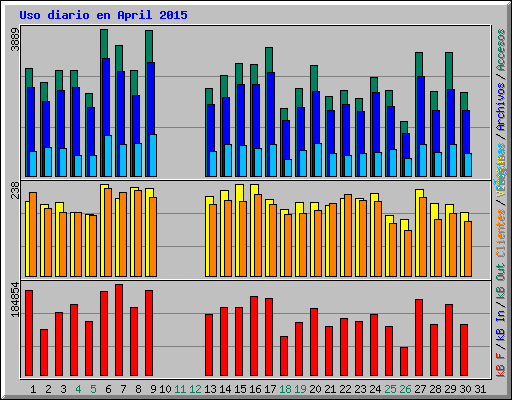 Uso diario en April 2015
3889
238
184854
kB F / kB In / kB Out Clientes / Páginas / Archivos / Accesos
1 2 3 4 5 6 7 8 9 10 11 12 13 14 15 16 17 18 19 20 21 22 23 24 25 26 27 28 29 30 31